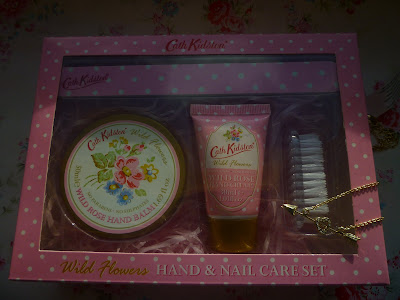 Cath Kidston
Cath Kidston
Cath Kidston
Wild Flowers
WILD ROSE HAND BALM
Cath
Kidston
Wild Flowers
WILD ROSE
Wild Flowers HAND & NAIL CARE SET